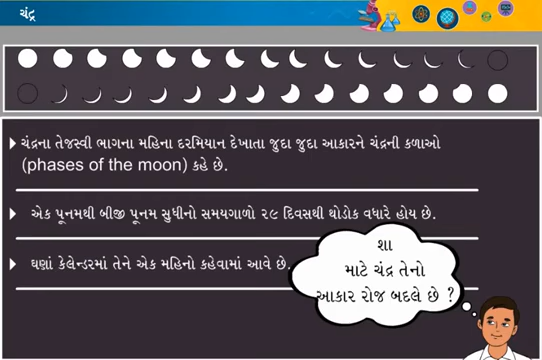 ચંદ્ર
ચંદ્રના તેજસ્વી ભાગના મહિના દરમિયાન દેખાતા જુદા જુદા આકારને ચંદ્રની કળાઓ
(phases of the moon) કહે છે.
એક પૂનમથી બીજી પૂનમ સુધીનો સમયગાળો ૨૯ દિવસથી થોડોક વધારે હોય છે.
ઘણાં કેલેન્ડરમાં તેને એક મહિનો કહેવામાં આવે છે.
શા
માટે ચંદ્ર તેનો
આકાર રોજ બદલે છે ?